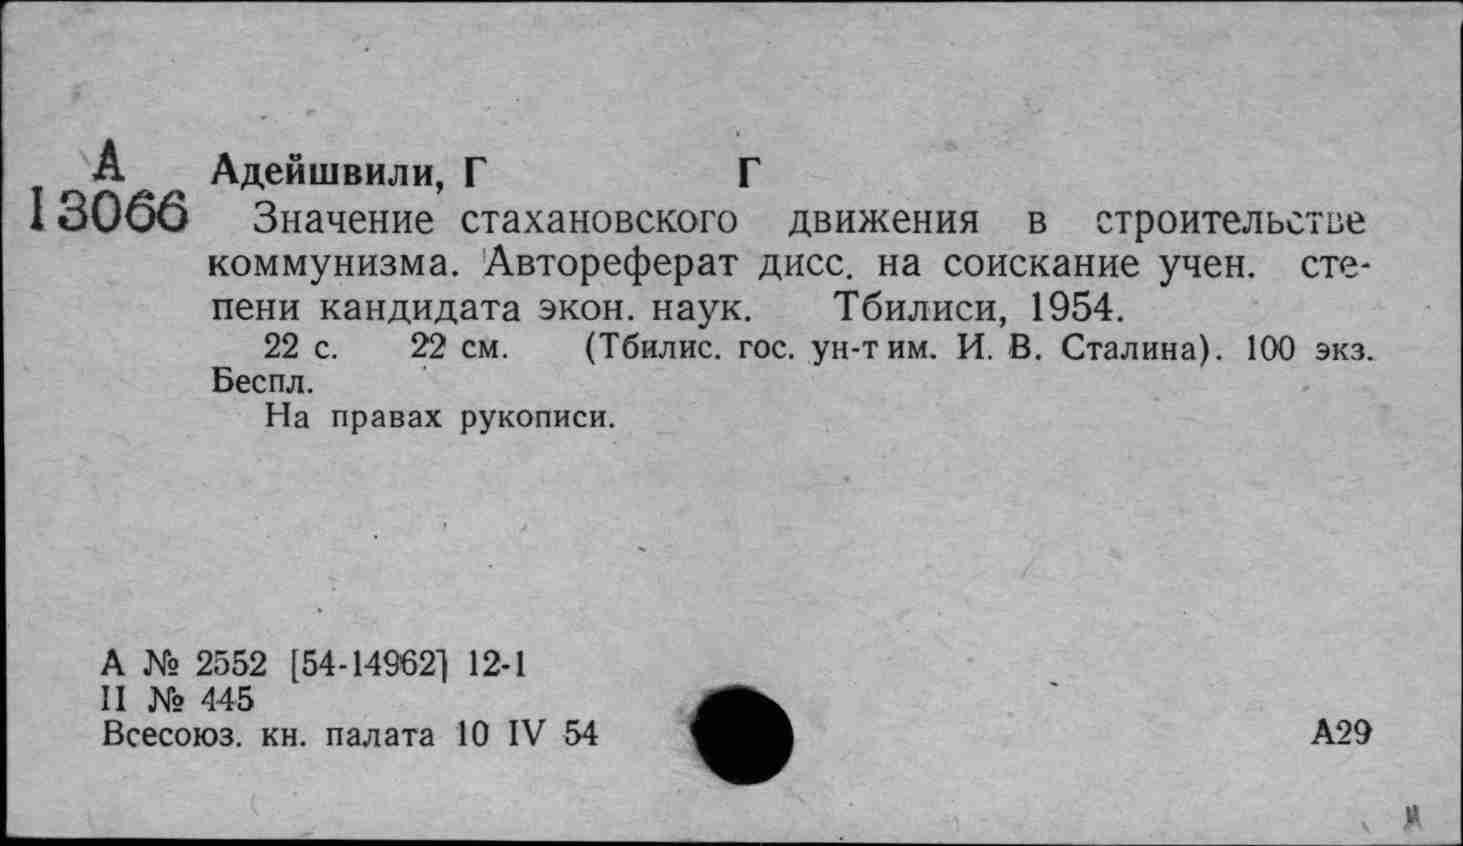 А Адейшвили, Г Г
13066 Значение стахановского движения в строительстве
коммунизма. Автореферат дисс. на соискание учен. сте-
пени кандидата экон. наук. Тбилиси, 1954.
22 с. 22 см. (Тбилис. гос. ун-т им. И. В. Сталина). 100 экз.
Беспл.
На правах рукописи.
А № 2552 [54-14962] 12-1
II № 445
Всесоюз. кн. палата 10 IV 54 А29
и